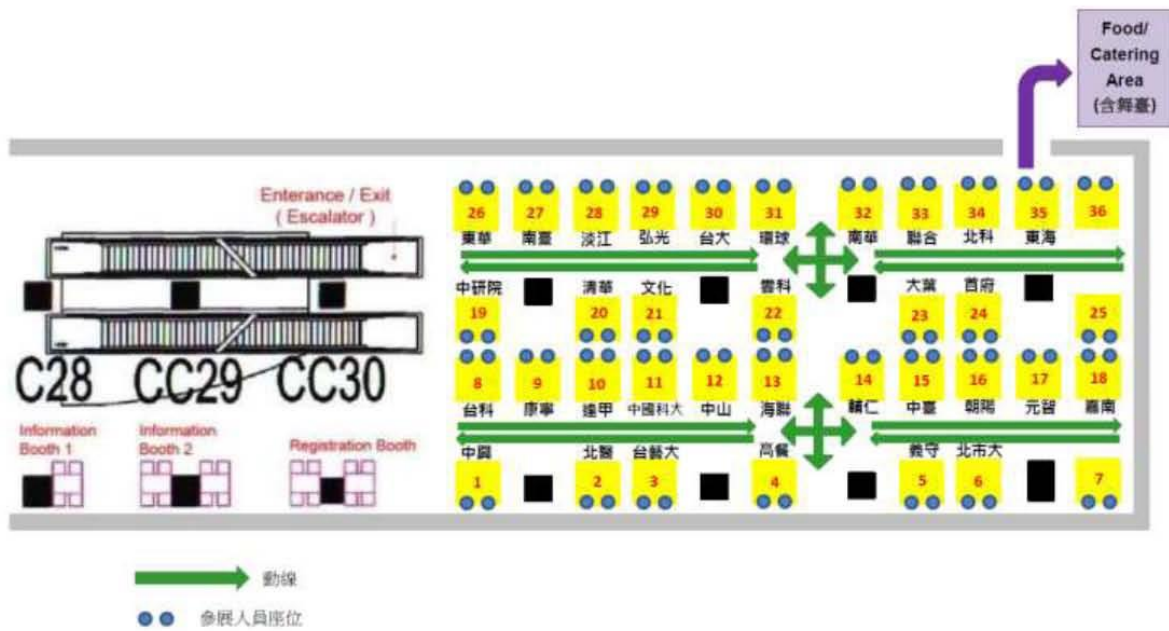 Food/
Catering
Area
(含舞臺)
Enterance / Exit
( Escalator )
26 27 28 29 30 31 32 33 34 35 36
東華 南臺 淡江 弘光 台大 環球 南華 聯合 北科 東海
中研院 清華 文化 雲科 大葉 首府
19 20 21 22 23 24 25
C28 CC29 CC30
8 9 10 11 12 13 14 15 16 17 18
台科 康寧 逢甲 中國科大 中山 海聯 輔仁 中臺 朝陽 元智 嘉南
Information
Booth 1
Information
Booth 2
Registration Booth
中興 北醫 台藝大 高餐 義守 北市大
1 2 3 4 5 6 7
動線
參展人員座位